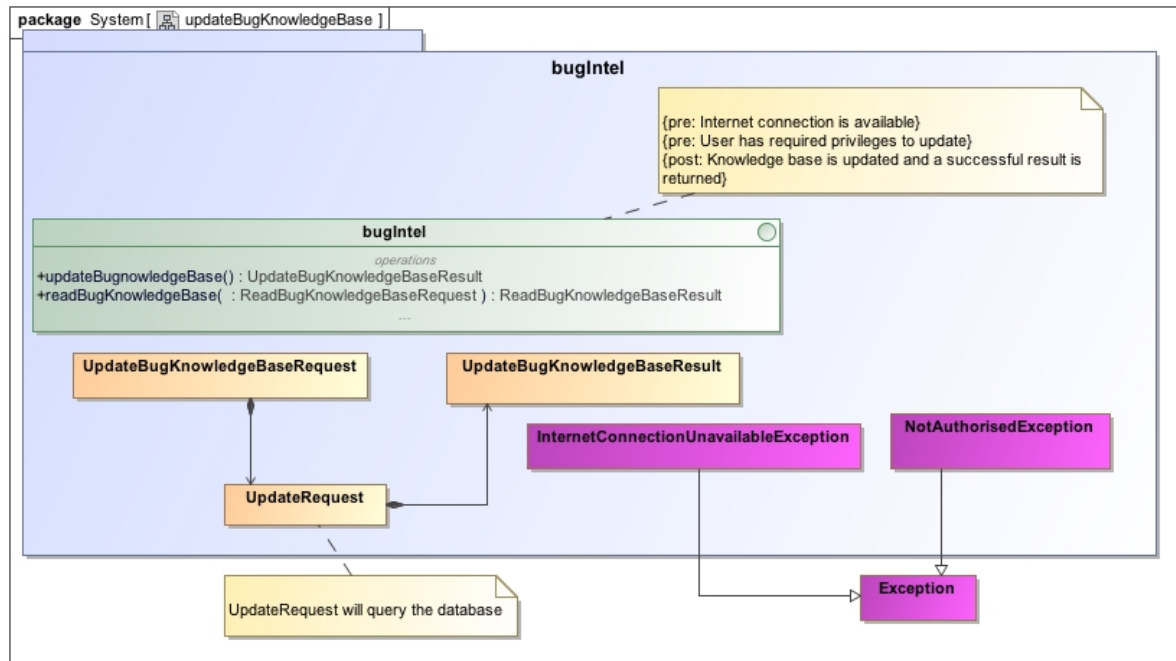 package System [ updateBugKnowledgeBase ]
bugIntel
{pre: Internet connection is available}
{pre: User has required privileges to update}
{post: Knowledge base is updated and a successful result is
returned}
bugIntel
operations
+updateBugnowledgeBase() : UpdateBugKnowledgeBaseResult
+readBugKnowledgeBase( : ReadBugKnowledgeBaseRequest ) : ReadBugKnowledgeBaseResult
...
UpdateBugKnowledgeBaseRequest
UpdateBugKnowledgeBaseResult
InternetConnectionUnavailableException
NotAuthorisedException
UpdateRequest
UpdateRequest will query the database
Exception